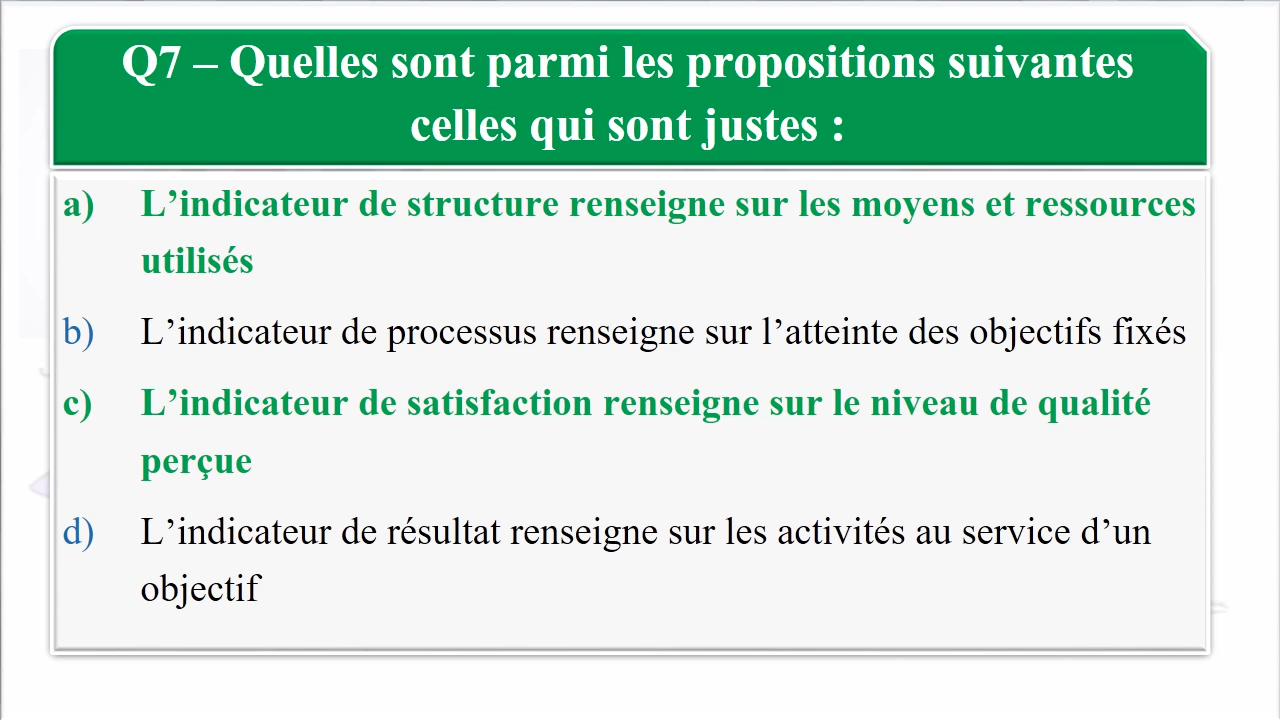 Q7 – Quelles sont parmi les propositions suivantes
celles qui sont justes :
a) L’indicateur de structure renseigne sur les moyens et ressources
utilisés
b) L’indicateur de processus renseigne sur l’atteinte des objectifs fixés
c) L’indicateur de satisfaction renseigne sur le niveau de qualité
perçue
d) L’indicateur de résultat renseigne sur les activités au service d’un
objectif